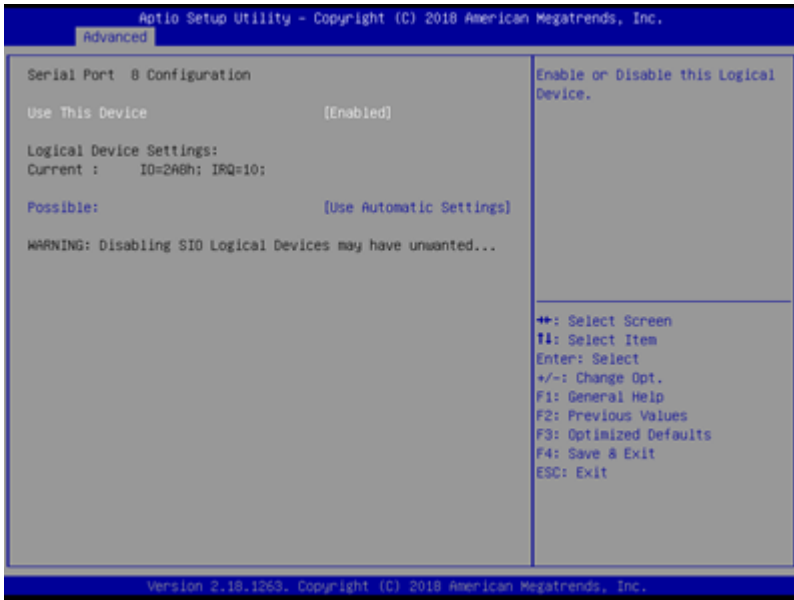 Aptio Setup Utility – Copyright (C) 2018 American Megatrends, Inc.
Advanced
Serial Port 8 Configuration
Use This Device [Enabled]
Logical Device Settings:
Current : IO=2A8h; IRQ=10;
Possible: [Use Automatic Settings]
WARNING: Disabling SIO Logical Devices may have unwanted...
Enable or Disable this Logical
Device.
→←: Select Screen
↑↓: Select Item
Enter: Select
+/-: Change Opt.
F1: General Help
F2: Previous Values
F3: Optimized Defaults
F4: Save & Exit
ESC: Exit
Version 2.18.1263. Copyright (C) 2018 American Megatrends, Inc.